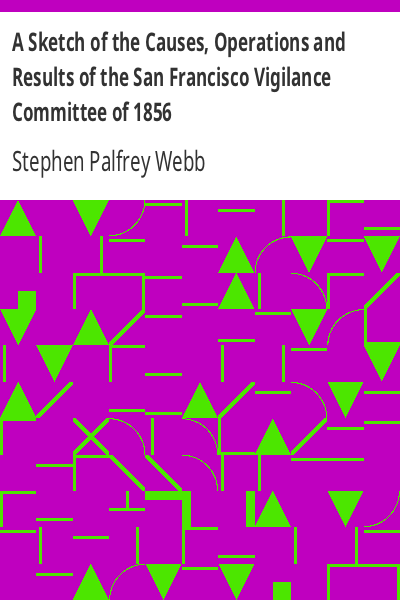 A Sketch of the Causes, Operations and
Results of the San Francisco Vigilance
Committee of 1856
Stephen Palfrey Webb